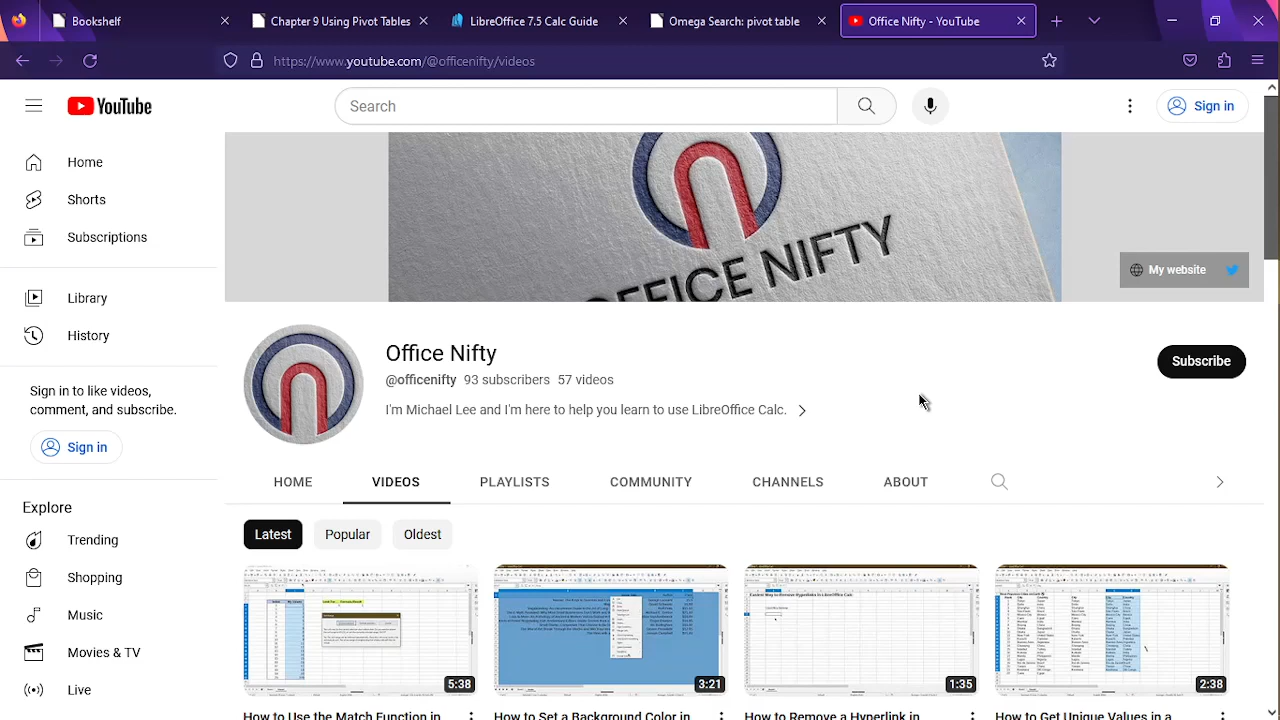 Bookshelf
Chapter 9 Using Pivot Tables
LibreOffice 7.5 Calc Guide
Omega Search: pivot table
Office Nifty - YouTube
https://www.youtube.com/@officenifty/videos
YouTube
Search
Sign in
Home
Shorts
Subscriptions
Library
History
Sign in to like videos,
comment, and subscribe.
Sign in
Explore
Trending
Shopping
Music
Movies & TV
Live
OFFICE NIFTY
My website
Office Nifty
@officenifty 93 subscribers 57 videos
I'm Michael Lee and I'm here to help you learn to use LibreOffice Calc.
Subscribe
HOME
VIDEOS
PLAYLISTS
COMMUNITY
CHANNELS
ABOUT
Latest
Popular
Oldest
5:38
3:21
1:35
2:38
How to Use the Match Function in
How to Set a Background Color in
How to Remove a Hyperlink in
How to Get Unique Values in a